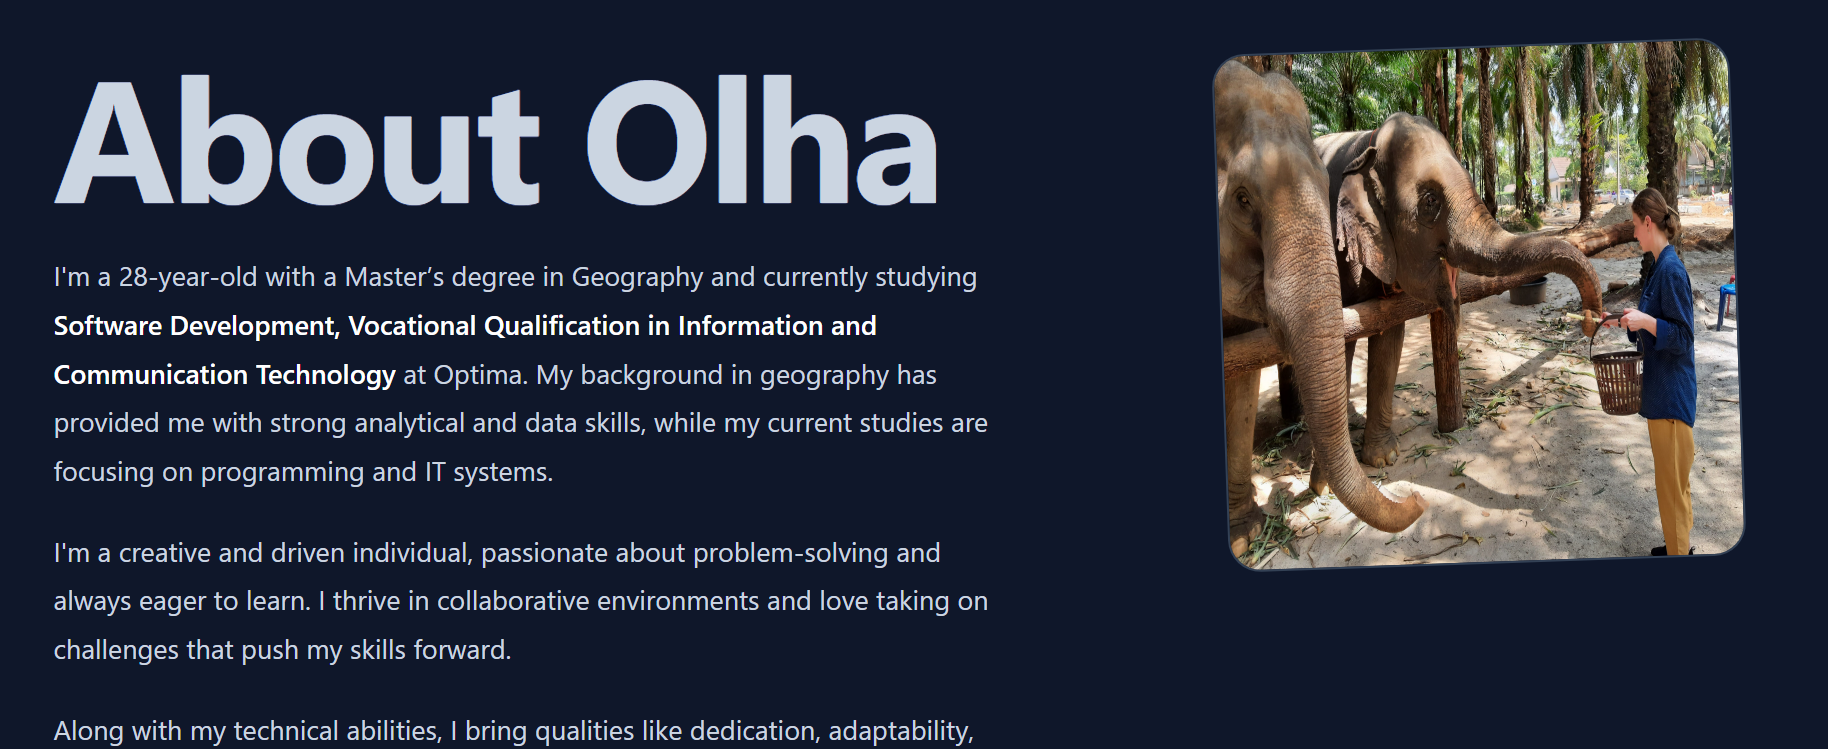 About Olha
I'm a 28-year-old with a Master’s degree in Geography and currently studying
Software Development, Vocational Qualification in Information and
Communication Technology at Optima. My background in geography has
provided me with strong analytical and data skills, while my current studies are
focusing on programming and IT systems.
I'm a creative and driven individual, passionate about problem-solving and
always eager to learn. I thrive in collaborative environments and love taking on
challenges that push my skills forward.
Along with my technical abilities, I bring qualities like dedication, adaptability,